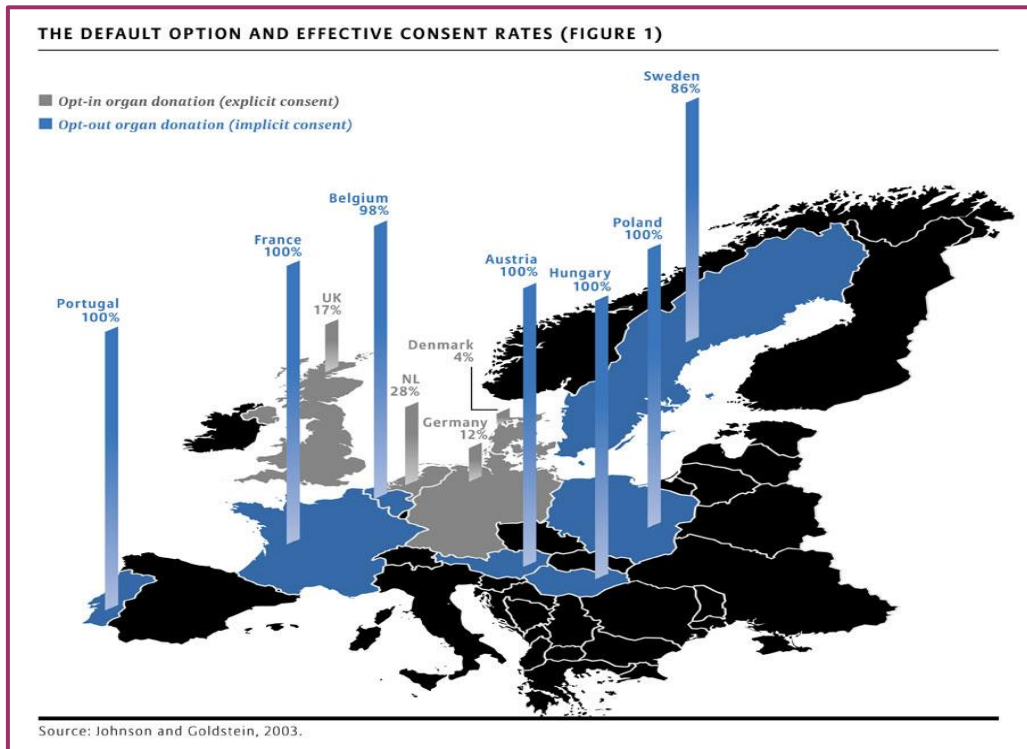 THE DEFAULT OPTION AND EFFECTIVE CONSENT RATES (FIGURE 1)
Opt-in organ donation (explicit consent)
Opt-out organ donation (implicit consent)
Sweden
86%
Belgium
98%
Poland
100%
France
100%
Austria
100%
Hungary
100%
Portugal
100%
UK
17%
Denmark
4%
NL
28%
Germany
12%
Source: Johnson and Goldstein, 2003.